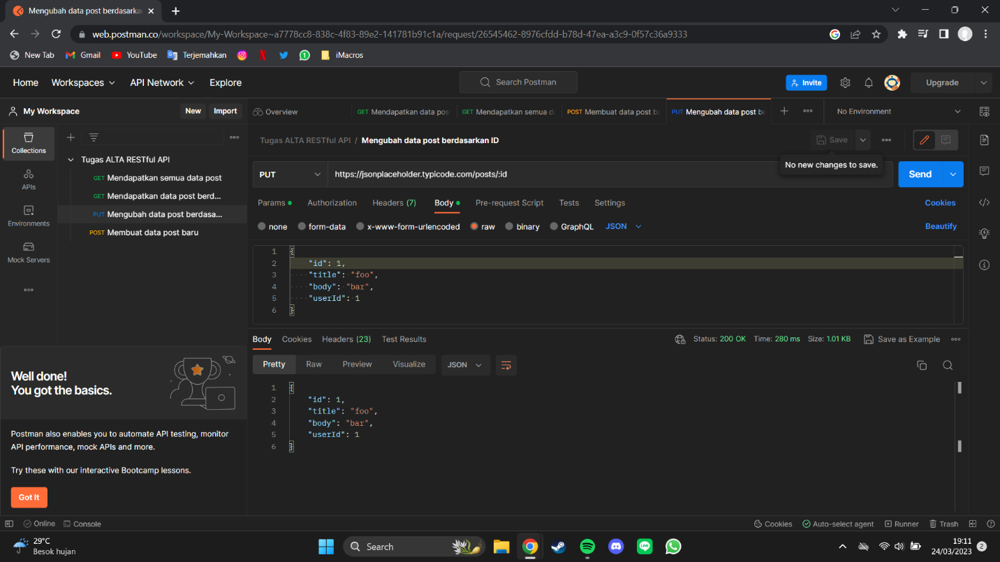 Mengubah data post berdasarka
web.postman.co/workspace/My-Workspace~a7778cc8-838c-4f83-89e2-141781b91c1a/request/26545462-8976cfdd-b78d-47ea-a3c9-0f57c36a9333
New Tab Gmail YouTube Terjemahkan iMacros
Home Workspaces API Network Explore Search Postman Invite Upgrade
My Workspace New Import Overview GET Mendapatkan data pos GET Mendapatkan semua d POST Membuat data post ba PUT Mengubah data post be No Environment
Collections
APIs
Environments
Mock Servers
Tugas ALTA RESTful API
GET Mendapatkan semua data post
GET Mendapatkan data post berd...
PUT Mengubah data post berdasa...
POST Membuat data post baru
Tugas ALTA RESTful API / Mengubah data post berdasarkan ID Save
No new changes to save.
PUT https://jsonplaceholder.typicode.com/posts/:id Send
Params Authorization Headers (7) Body Pre-request Script Tests Settings Cookies
none form-data x-www-form-urlencoded raw binary GraphQL JSON Beautify
1 {
2 "id": 1,
3 "title": "foo",
4 "body": "bar",
5 "userId": 1
6 }
Body Cookies Headers (23) Test Results Status: 200 OK Time: 280 ms Size: 1.01 KB Save as Example
Pretty Raw Preview Visualize JSON
1 {
2 "id": 1,
3 "title": "foo",
4 "body": "bar",
5 "userId": 1
6 }
Well done!
You got the basics.
Postman also enables you to automate API testing, monitor
API performance, mock APIs and more.
Try these with our interactive Bootcamp lessons.
Got It
Online Console Cookies Auto-select agent Runner Trash
29°C
Besok hujan
Search
19:11
24/03/2023
2